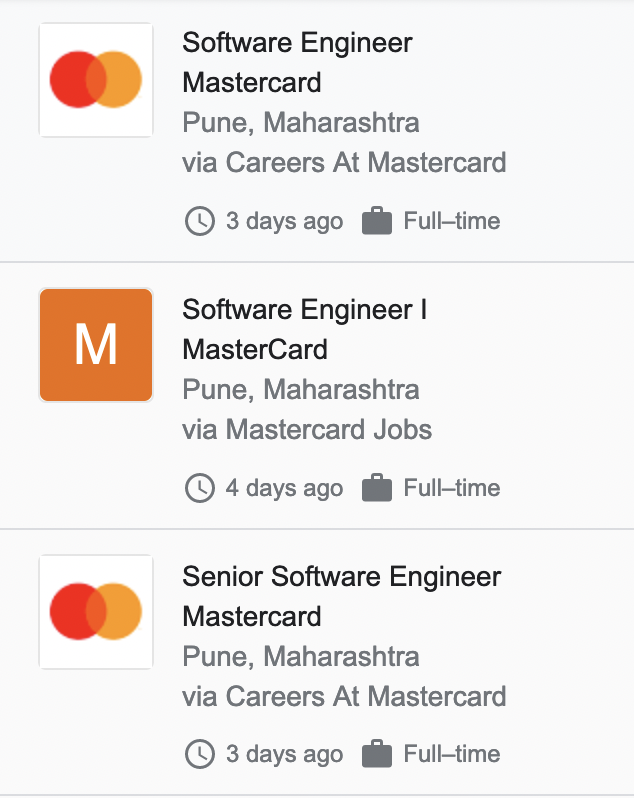 Software Engineer
Mastercard
Pune, Maharashtra
via Careers At Mastercard
3 days ago Full–time
M
Software Engineer I
MasterCard
Pune, Maharashtra
via Mastercard Jobs
4 days ago Full–time
Senior Software Engineer
Mastercard
Pune, Maharashtra
via Careers At Mastercard
3 days ago Full–time